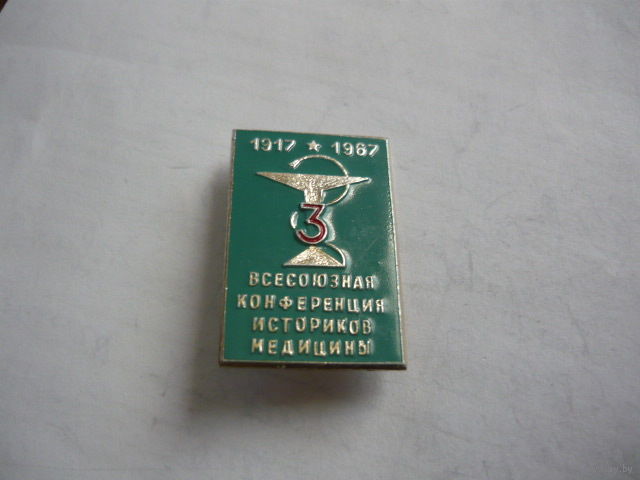 1917 ★ 1967
3
ВСЕСОЮЗНАЯ
КОНФЕРЕНЦИЯ
ИСТОРИКОВ
МЕДИЦИНЫ